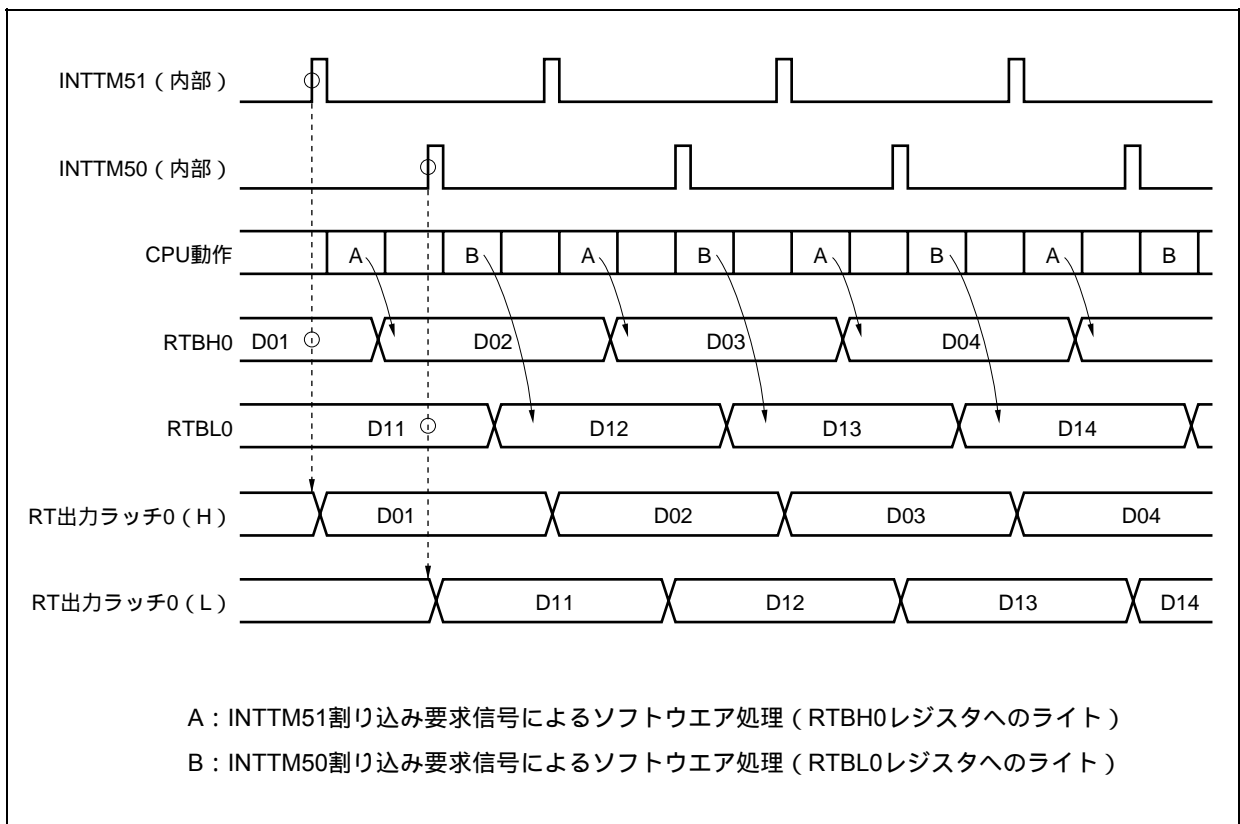 INTTM51（内部）
INTTM50（内部）
CPU動作 A B A B A B A B
RTBH0 D01 D02 D03 D04
RTBL0 D11 D12 D13 D14
RT出力ラッチ0（H） D01 D02 D03 D04
RT出力ラッチ0（L） D11 D12 D13 D14
A：INTTM51割り込み要求信号によるソフトウエア処理（RTBH0レジスタへのライト）
B：INTTM50割り込み要求信号によるソフトウエア処理（RTBL0レジスタへのライト）